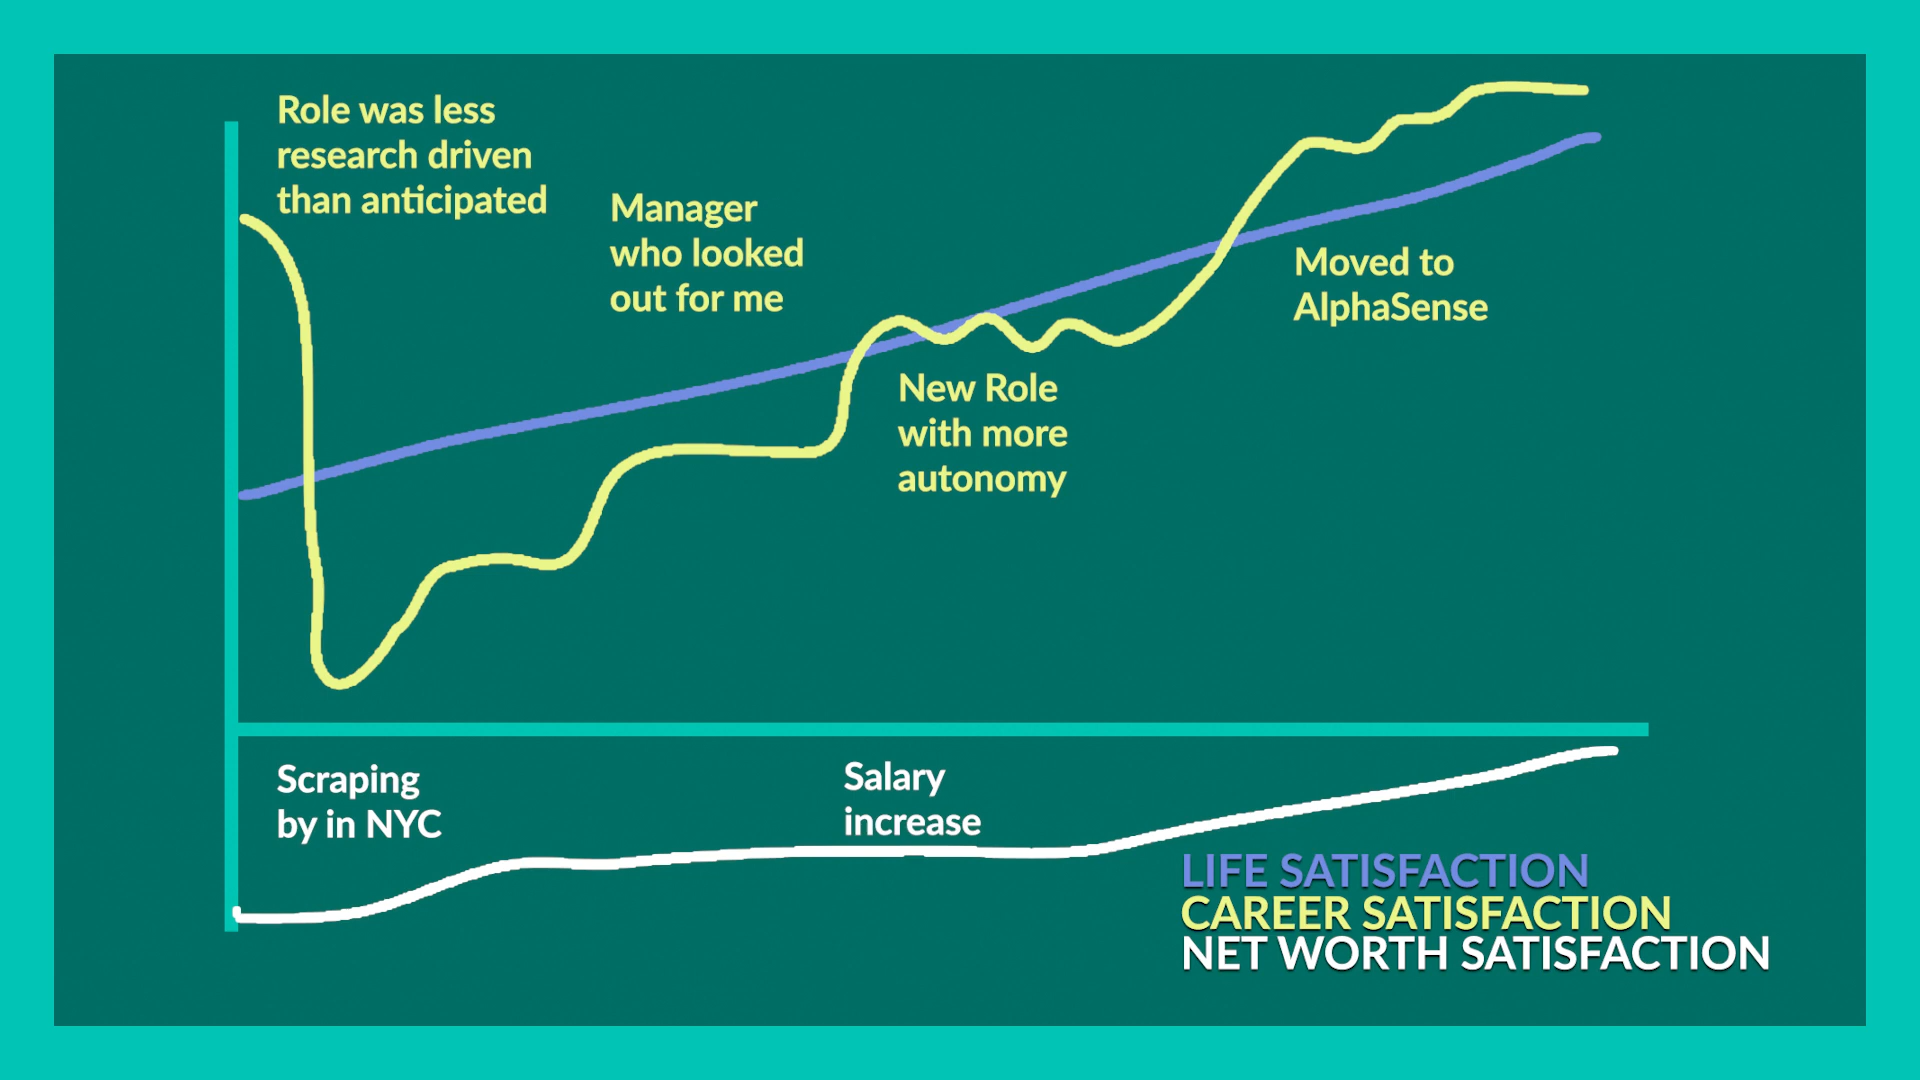 Role was less
research driven
than anticipated
Manager
who looked
out for me
New Role
with more
autonomy
Moved to
AlphaSense
Scraping
by in NYC
Salary
increase
LIFE SATISFACTION
CAREER SATISFACTION
NET WORTH SATISFACTION